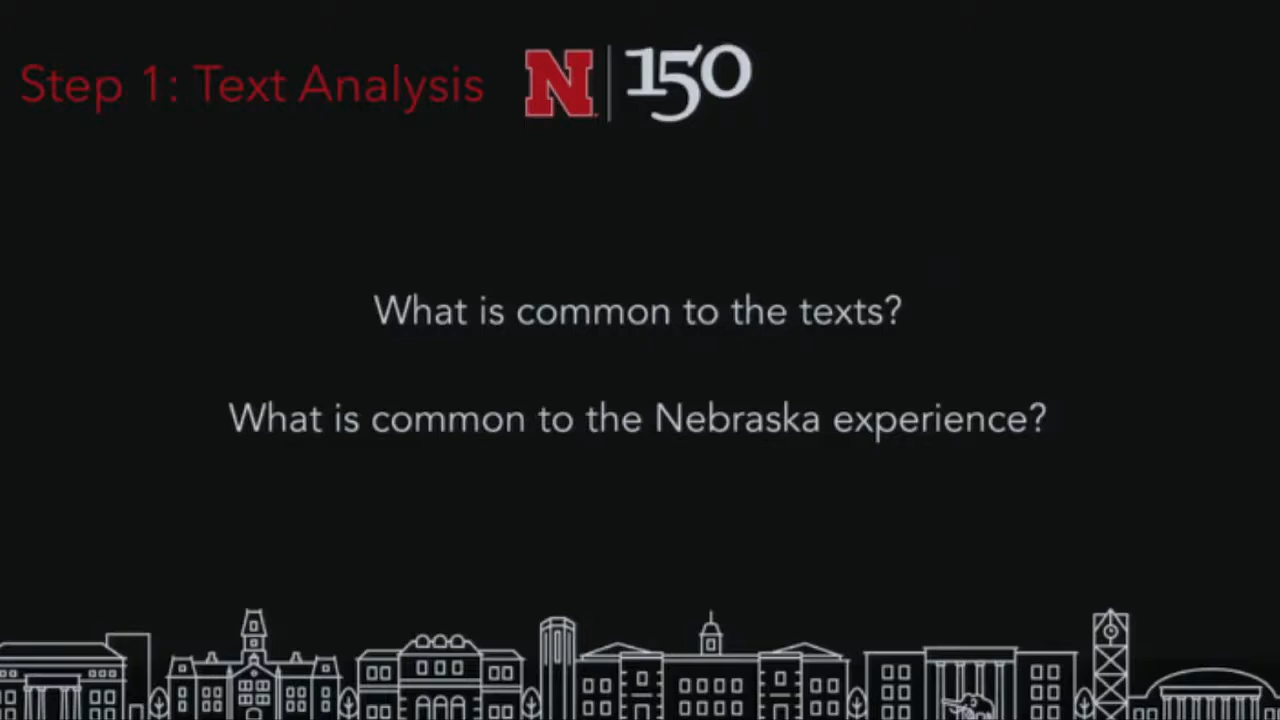 Step 1: Text Analysis
N 150
What is common to the texts?
What is common to the Nebraska experience?